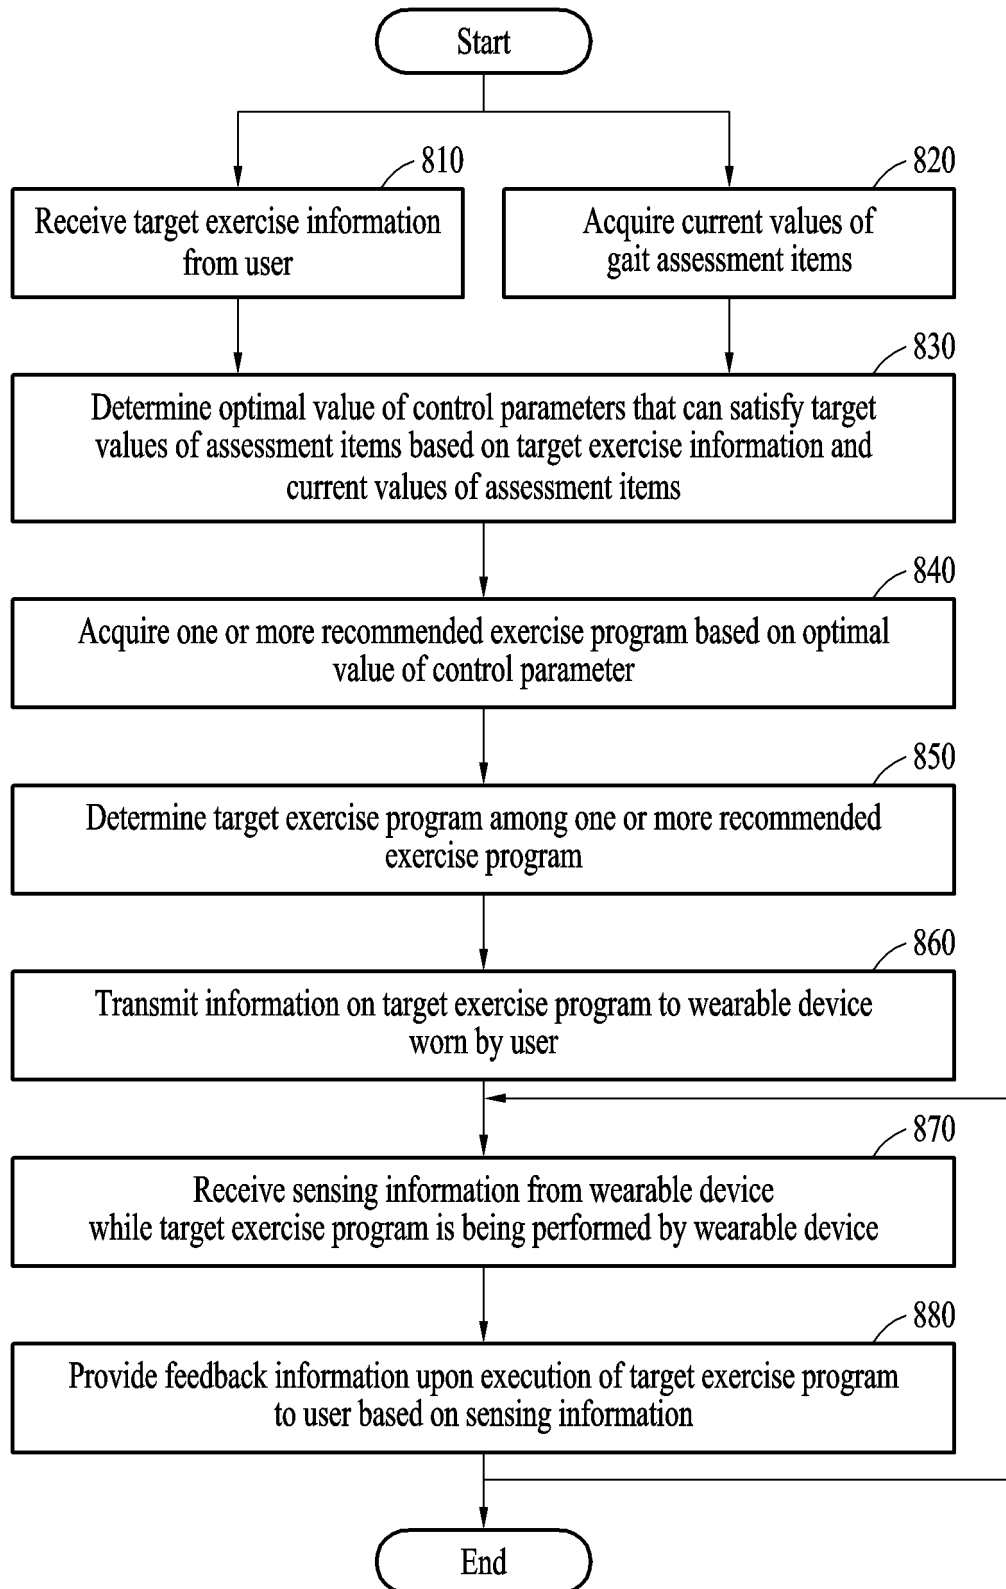 Start
810
820
Receive target exercise information
from user
Acquire current values of
gait assessment items
830
Determine optimal value of control parameters that can satisfy target
values of assessment items based on target exercise information and
current values of assessment items
840
Acquire one or more recommended exercise program based on optimal
value of control parameter
850
Determine target exercise program among one or more recommended
exercise program
860
Transmit information on target exercise program to wearable device
worn by user
870
Receive sensing information from wearable device
while target exercise program is being performed by wearable device
880
Provide feedback information upon execution of target exercise program
to user based on sensing information
End